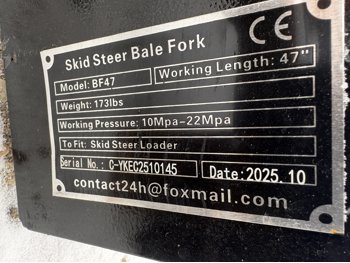 Skid Steer Bale Fork CE
Model: BF47 Working Length: 47"
Weight: 173lbs
Working Pressure: 10Mpa-22Mpa
To Fit: Skid Steer Loader
Serial No.: C-YKEC2510145 Date: 2025.10
contact24h@foxmail.com